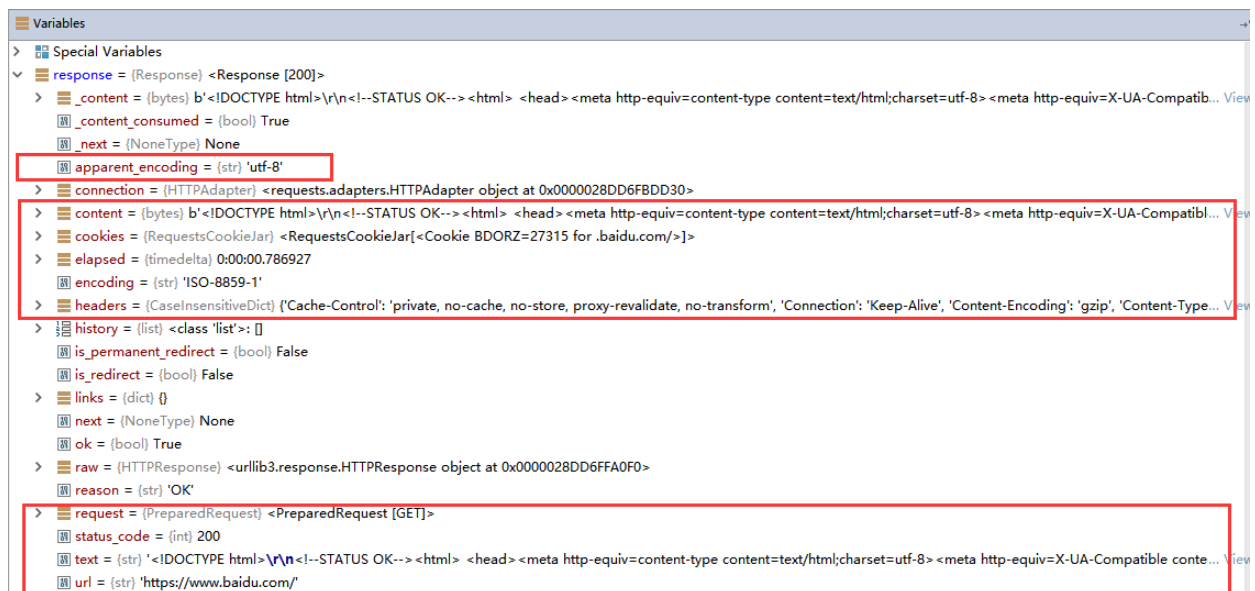 Variables
Special Variables
response = {Response} <Response [200]>
_content = {bytes} b'<!DOCTYPE html>\r\n<!--STATUS OK--><html> <head><meta http-equiv=content-type content=text/html;charset=utf-8><meta http-equiv=X-UA-Compatib... View
_content_consumed = {bool} True
_next = {NoneType} None
apparent_encoding = {str} 'utf-8'
connection = {HTTPAdapter} <requests.adapters.HTTPAdapter object at 0x0000028DD6FBDD30>
content = {bytes} b'<!DOCTYPE html>\r\n<!--STATUS OK--><html> <head><meta http-equiv=content-type content=text/html;charset=utf-8><meta http-equiv=X-UA-Compatibl... View
cookies = {RequestsCookieJar} <RequestsCookieJar[<Cookie BDORZ=27315 for .baidu.com/>]>
elapsed = {timedelta} 0:00:00.786927
encoding = {str} 'ISO-8859-1'
headers = {CaseInsensitiveDict} {'Cache-Control': 'private, no-cache, no-store, proxy-revalidate, no-transform', 'Connection': 'Keep-Alive', 'Content-Encoding': 'gzip', 'Content-Type... View
history = {list} <class 'list'>: []
is_permanent_redirect = {bool} False
is_redirect = {bool} False
links = {dict} {}
next = {NoneType} None
ok = {bool} True
raw = {HTTPResponse} <urllib3.response.HTTPResponse object at 0x0000028DD6FFA0F0>
reason = {str} 'OK'
request = {PreparedRequest} <PreparedRequest [GET]>
status_code = {int} 200
text = {str} '<!DOCTYPE html>\r\n<!--STATUS OK--><html> <head><meta http-equiv=content-type content=text/html;charset=utf-8><meta http-equiv=X-UA-Compatible conte... View
url = {str} 'https://www.baidu.com/'